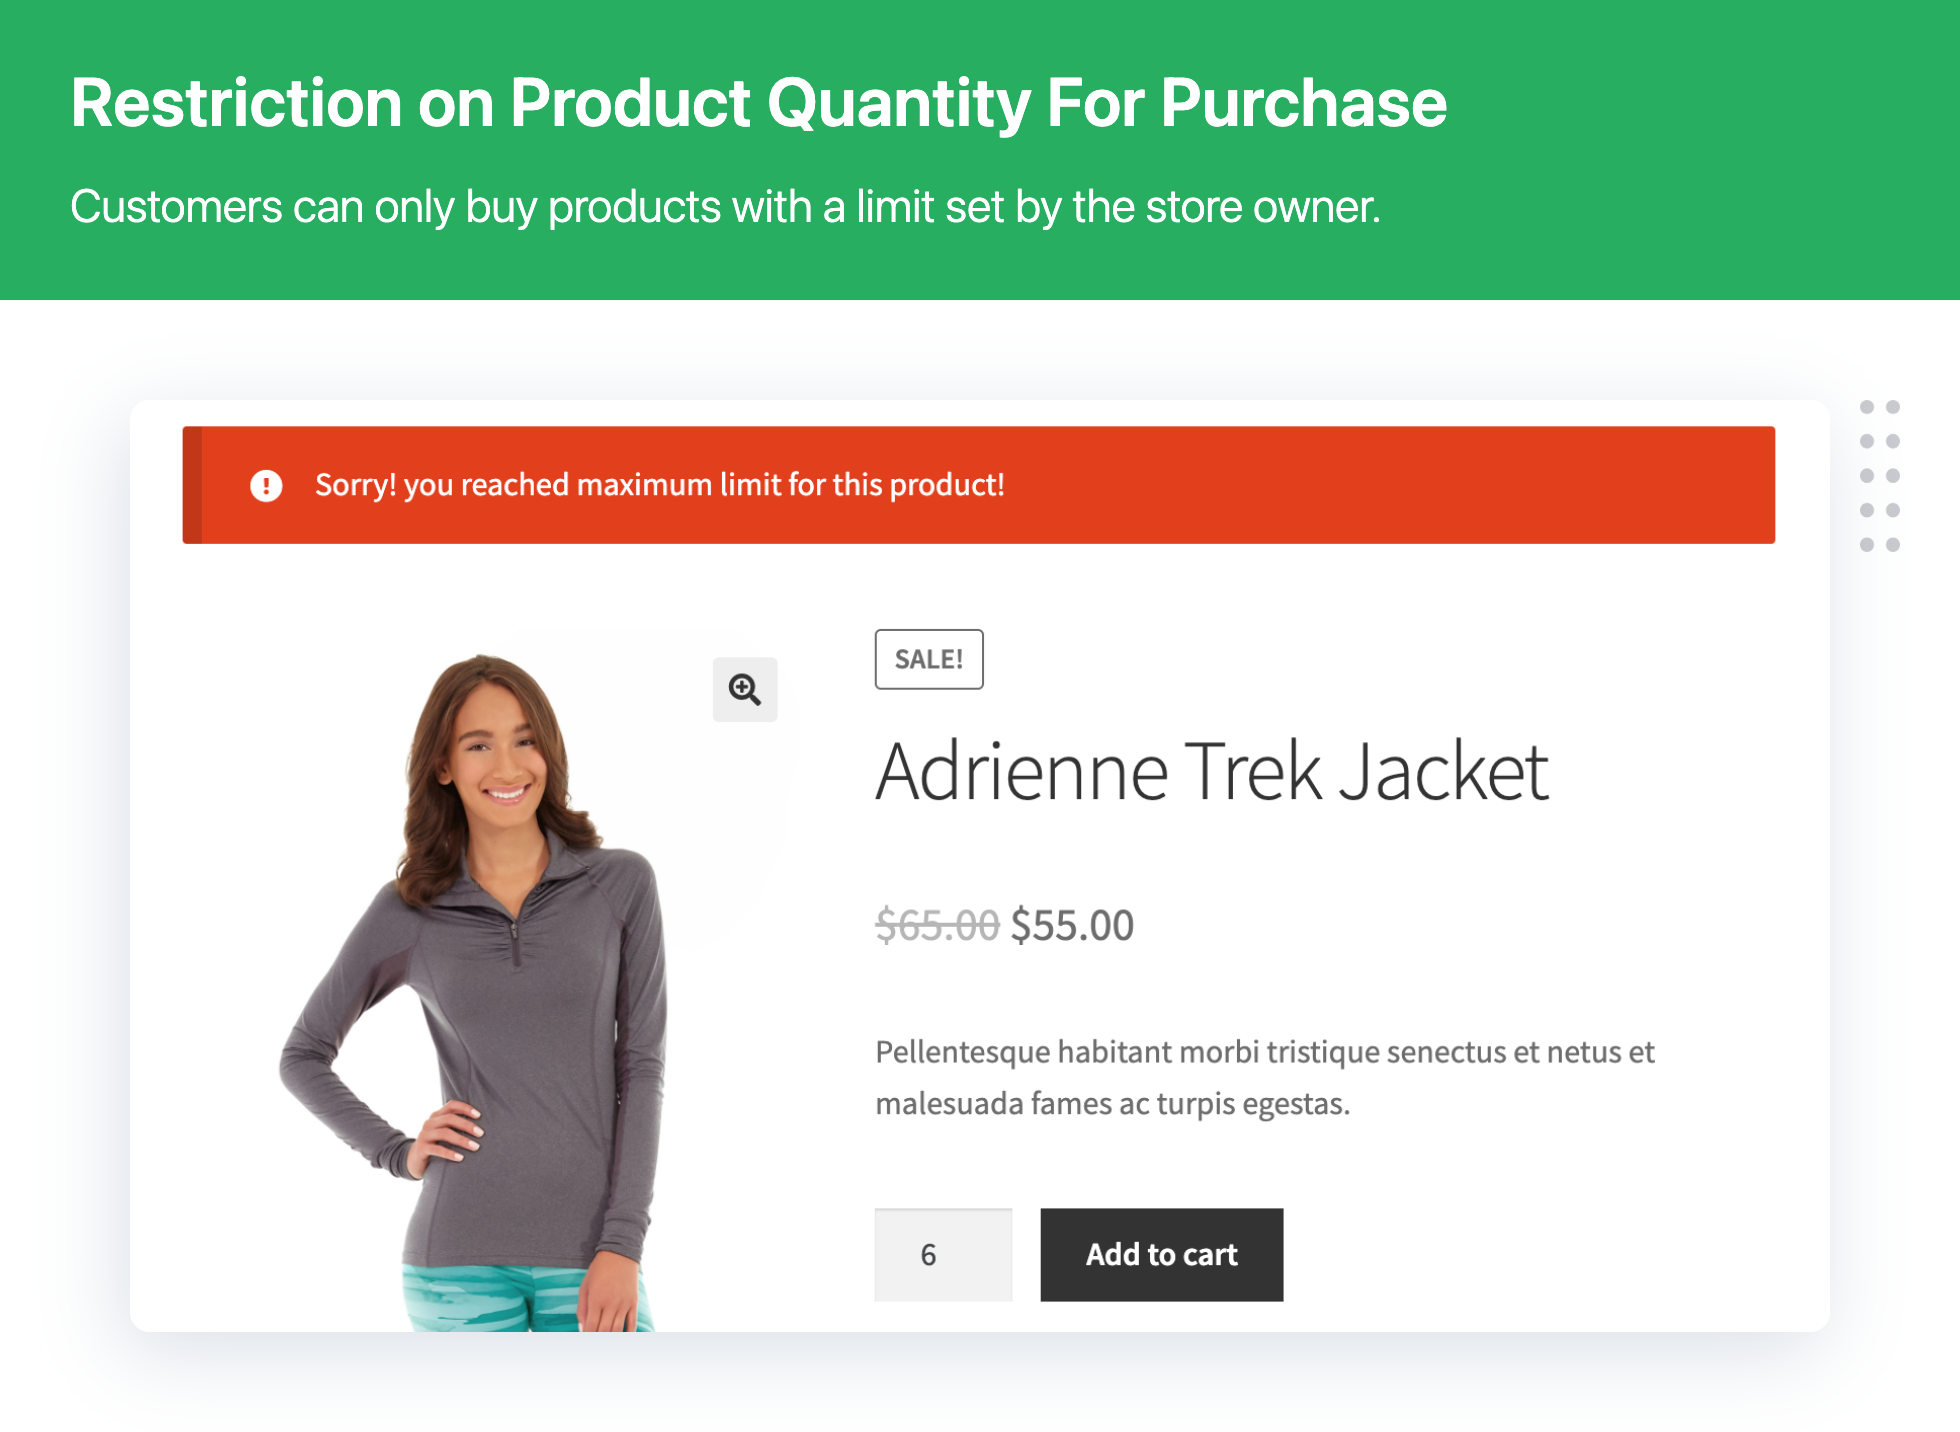 Restriction on Product Quantity For Purchase
Customers can only buy products with a limit set by the store owner.
Sorry! you reached maximum limit for this product!
SALE!
Adrienne Trek Jacket
$65.00 $55.00
Pellentesque habitant morbi tristique senectus et netus et
malesuada fames ac turpis egestas.
6
Add to cart